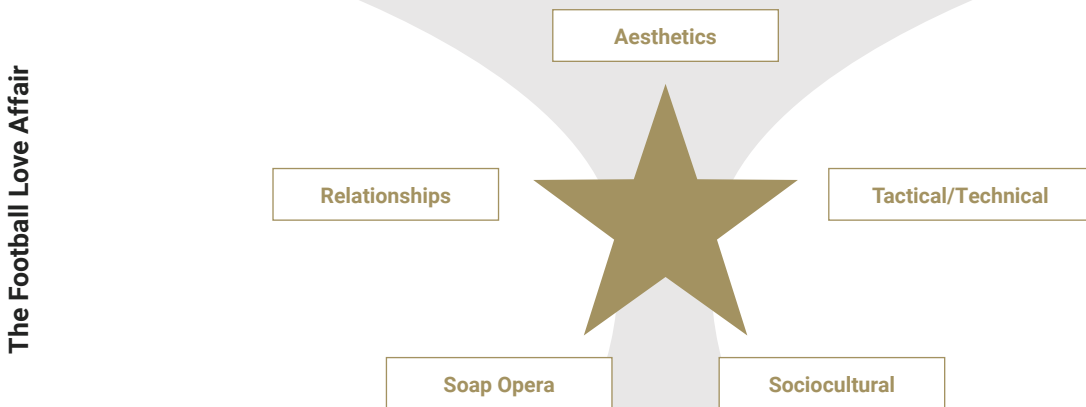 The Football Love Affair
Aesthetics
Relationships
Tactical/Technical
Soap Opera
Sociocultural